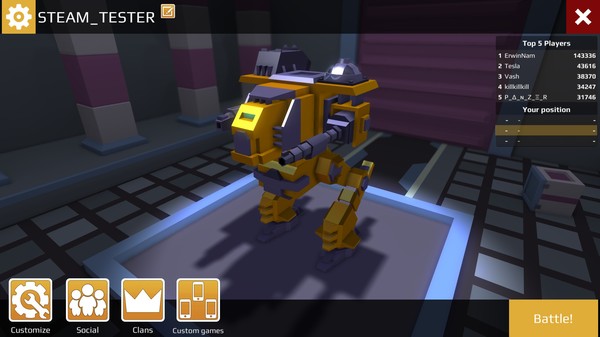 STEAM_TESTER
Top 5 Players
1 ErwinNam 143336
2 Tesla 43616
3 Vash 38370
4 killkillkill 34247
5 P_Δ_N_Z_Ξ_R 31746
Your position
- - -
- - -
- - -
Customize
Social
Clans
Custom games
Battle!